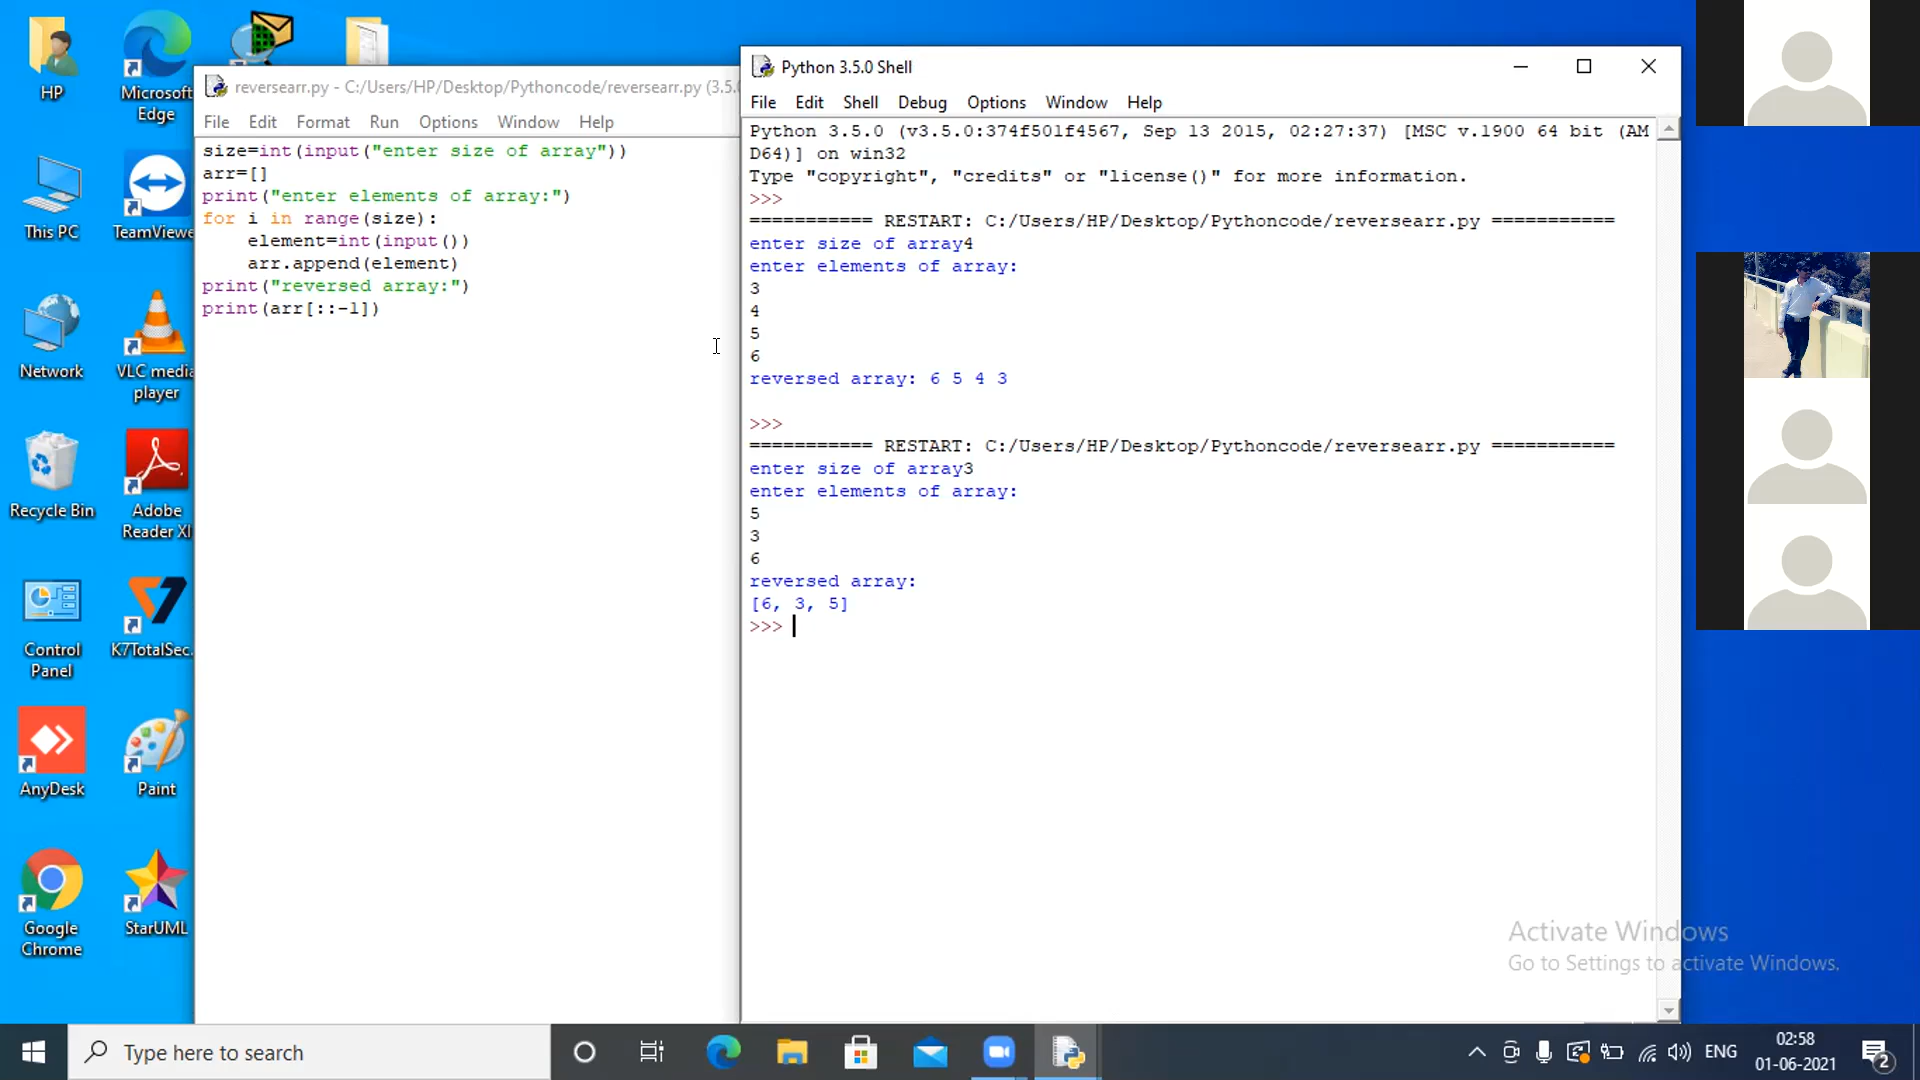 HP
Microsoft
Edge
This PC
TeamViewe
Network
VLC media
player
Recycle Bin
Adobe
Reader XI
Control
Panel
K7TotalSec...
AnyDesk
Paint
Google
Chrome
StarUML
reversearr.py - C:/Users/HP/Desktop/Pythoncode/reversearr.py (3.5.0
File Edit Format Run Options Window Help
size=int(input("enter size of array"))
arr=[]
print("enter elements of array:")
for i in range(size):
    element=int(input())
    arr.append(element)
print("reversed array:")
print(arr[::-1])
Python 3.5.0 Shell
File Edit Shell Debug Options Window Help
Python 3.5.0 (v3.5.0:374f501f4567, Sep 13 2015, 02:27:37) [MSC v.1900 64 bit (AM
D64)] on win32
Type "copyright", "credits" or "license()" for more information.
>>>
=========== RESTART: C:/Users/HP/Desktop/Pythoncode/reversearr.py ===========
enter size of array4
enter elements of array:
3
4
5
6
reversed array: 6 5 4 3
>>>
=========== RESTART: C:/Users/HP/Desktop/Pythoncode/reversearr.py ===========
enter size of array3
enter elements of array:
5
3
6
reversed array:
[6, 3, 5]
>>>
Activate Windows
Go to Settings to activate Windows.
Type here to search
ENG
02:58
01-06-2021
2